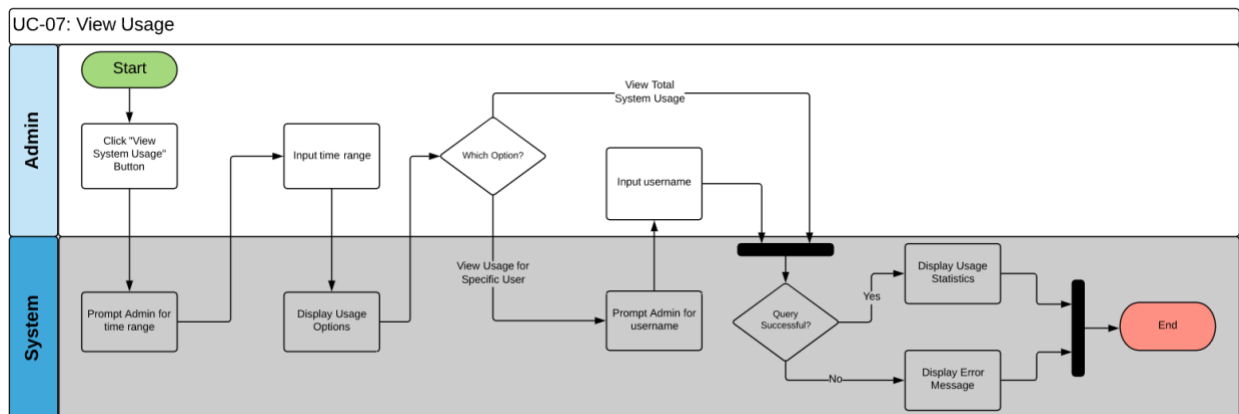 UC-07: View Usage
Admin
Start
Click "View
System Usage"
Button
Input time range
Which Option?
View Total
System Usage
Input username
System
Prompt Admin for
time range
Display Usage
Options
View Usage for
Specific User
Prompt Admin for
username
Query
Successful?
Yes
No
Display Usage
Statistics
Display Error
Message
End